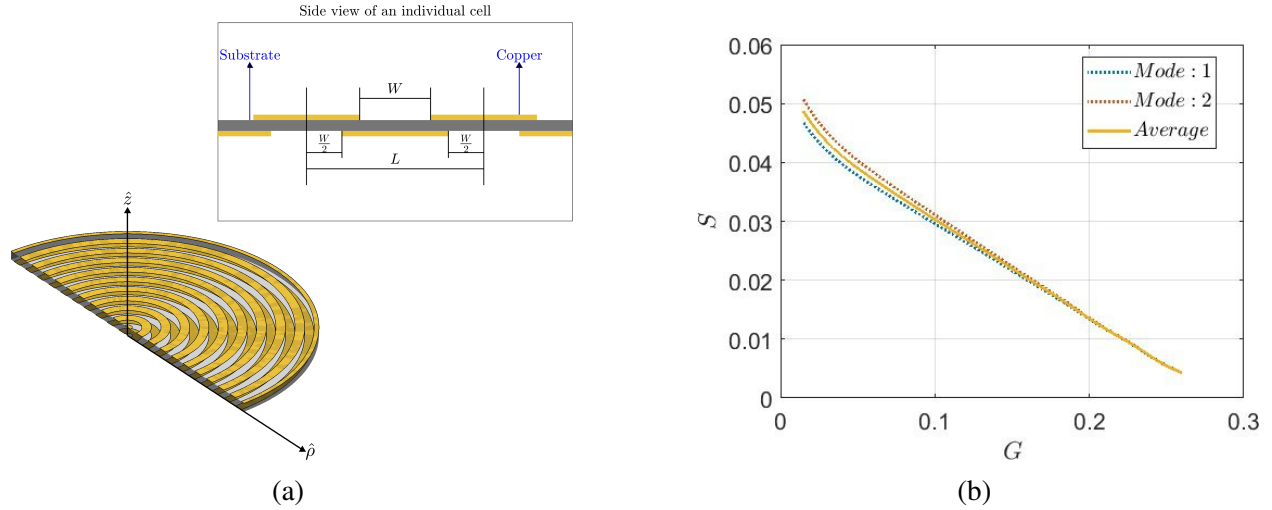 Side view of an individual cell
Substrate
Copper
W
W/2
W/2
L
ẑ
ρ̂
(a)
0.06
0.05
0.04
0.03
0.02
0.01
0
S
Mode : 1
Mode : 2
Average
0
0.1
0.2
0.3
G
(b)